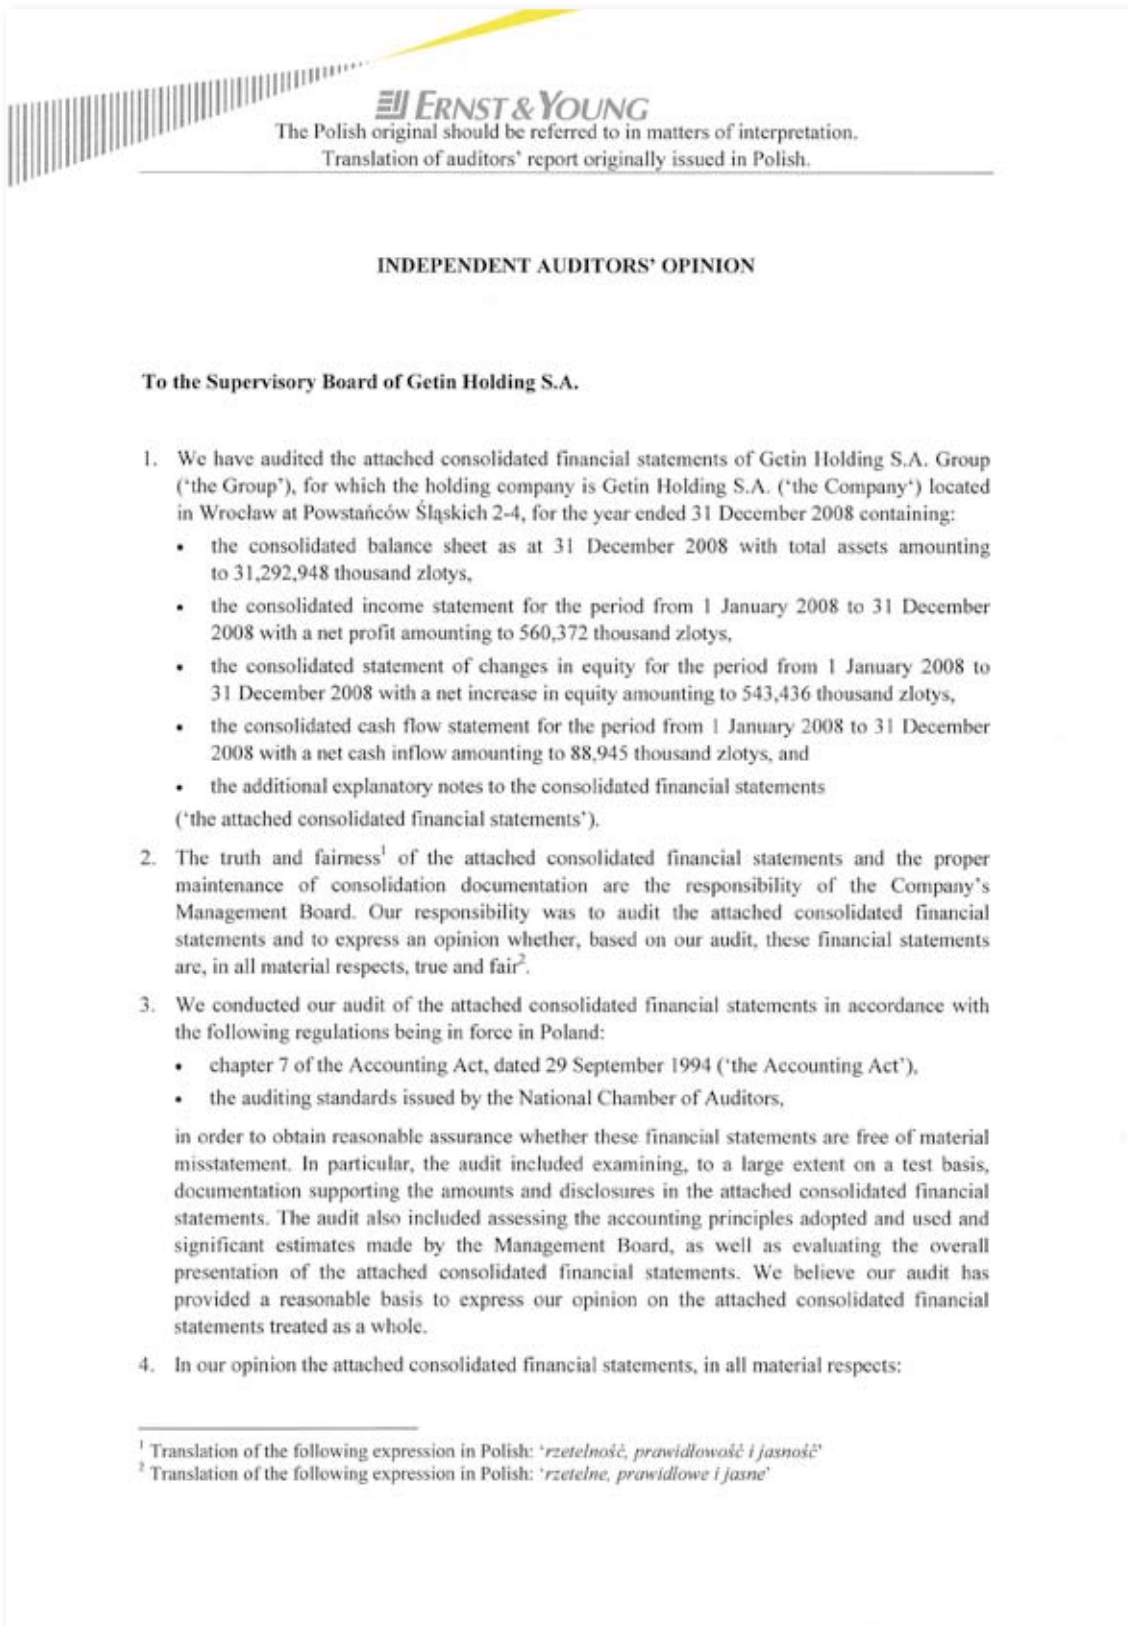 ERNST & YOUNG
The Polish original should be referred to in matters of interpretation.
Translation of auditors' report originally issued in Polish.
INDEPENDENT AUDITORS' OPINION
To the Supervisory Board of Getin Holding S.A.
1. We have audited the attached consolidated financial statements of Getin Holding S.A. Group
('the Group'), for which the holding company is Getin Holding S.A. ('the Company') located
in Wrocław at Powstańców Śląskich 2-4, for the year ended 31 December 2008 containing:
• the consolidated balance sheet as at 31 December 2008 with total assets amounting
to 31,292,948 thousand zlotys,
• the consolidated income statement for the period from 1 January 2008 to 31 December
2008 with a net profit amounting to 560,372 thousand zlotys,
• the consolidated statement of changes in equity for the period from 1 January 2008 to
31 December 2008 with a net increase in equity amounting to 543,436 thousand zlotys,
• the consolidated cash flow statement for the period from 1 January 2008 to 31 December
2008 with a net cash inflow amounting to 88,945 thousand zlotys, and
• the additional explanatory notes to the consolidated financial statements
('the attached consolidated financial statements').
2. The truth and fairness¹ of the attached consolidated financial statements and the proper
maintenance of consolidation documentation are the responsibility of the Company's
Management Board. Our responsibility was to audit the attached consolidated financial
statements and to express an opinion whether, based on our audit, these financial statements
are, in all material respects, true and fair².
3. We conducted our audit of the attached consolidated financial statements in accordance with
the following regulations being in force in Poland:
• chapter 7 of the Accounting Act, dated 29 September 1994 ('the Accounting Act'),
• the auditing standards issued by the National Chamber of Auditors,
in order to obtain reasonable assurance whether these financial statements are free of material
misstatement. In particular, the audit included examining, to a large extent on a test basis,
documentation supporting the amounts and disclosures in the attached consolidated financial
statements. The audit also included assessing the accounting principles adopted and used and
significant estimates made by the Management Board, as well as evaluating the overall
presentation of the attached consolidated financial statements. We believe our audit has
provided a reasonable basis to express our opinion on the attached consolidated financial
statements treated as a whole.
4. In our opinion the attached consolidated financial statements, in all material respects:
¹ Translation of the following expression in Polish: 'rzetelność, prawidłowość i jasność'
² Translation of the following expression in Polish: 'rzetelne, prawidłowe i jasne'